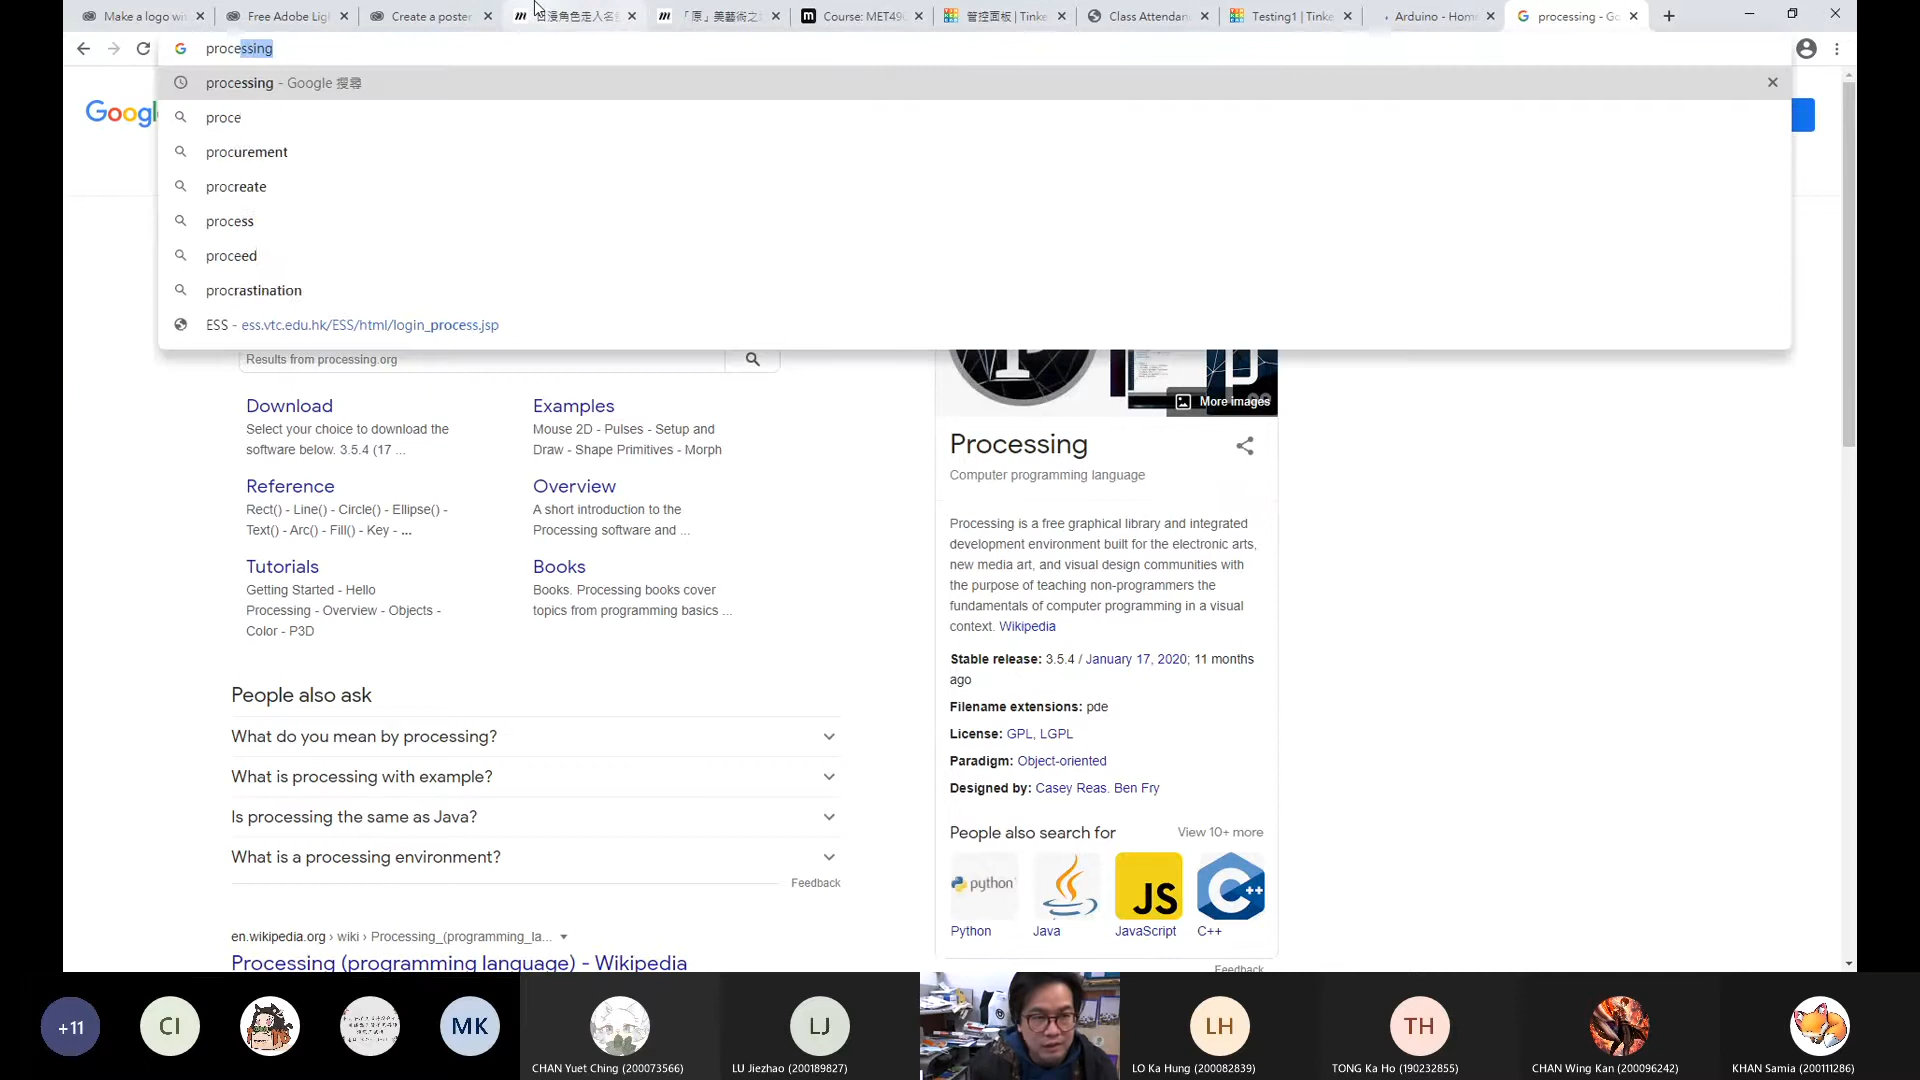 Make a logo wi
Free Adobe Ligh
Create a poster
Course: MET490
管控面板 | Tinke
Class Attendan
Testing1 | Tinke
Arduino - Hom
processing - Go
processing
processing - Google 搜尋
proce
procurement
procreate
process
proceed
procrastination
ESS - ess.vtc.edu.hk/ESS/html/login_process.jsp
Googl
Results from processing.org
Download
Select your choice to download the
software below. 3.5.4 (17 ...
Examples
Mouse 2D - Pulses - Setup and
Draw - Shape Primitives - Morph
Reference
Rect() - Line() - Circle() - Ellipse() -
Text() - Arc() - Fill() - Key - ...
Overview
A short introduction to the
Processing software and ...
Tutorials
Getting Started - Hello
Processing - Overview - Objects -
Color - P3D
Books
Books. Processing books cover
topics from programming basics ...
People also ask
What do you mean by processing?
What is processing with example?
Is processing the same as Java?
What is a processing environment?
Feedback
en.wikipedia.org › wiki › Processing_(programming_la...
Processing (programming language) - Wikipedia
More images
Processing
Computer programming language
Processing is a free graphical library and integrated
development environment built for the electronic arts,
new media art, and visual design communities with
the purpose of teaching non-programmers the
fundamentals of computer programming in a visual
context. Wikipedia
Stable release: 3.5.4 / January 17, 2020; 11 months
ago
Filename extensions: pde
License: GPL, LGPL
Paradigm: Object-oriented
Designed by: Casey Reas, Ben Fry
People also search for
View 10+ more
python
JS
C++
Python
Java
JavaScript
C++
Feedback
+11
CI
MK
CHAN Yuet Ching (200073566)
LJ
LU Jiezhao (200189827)
LH
LO Ka Hung (200082839)
TH
TONG Ka Ho (190232855)
CHAN Wing Kan (200096242)
KHAN Samia (200111286)